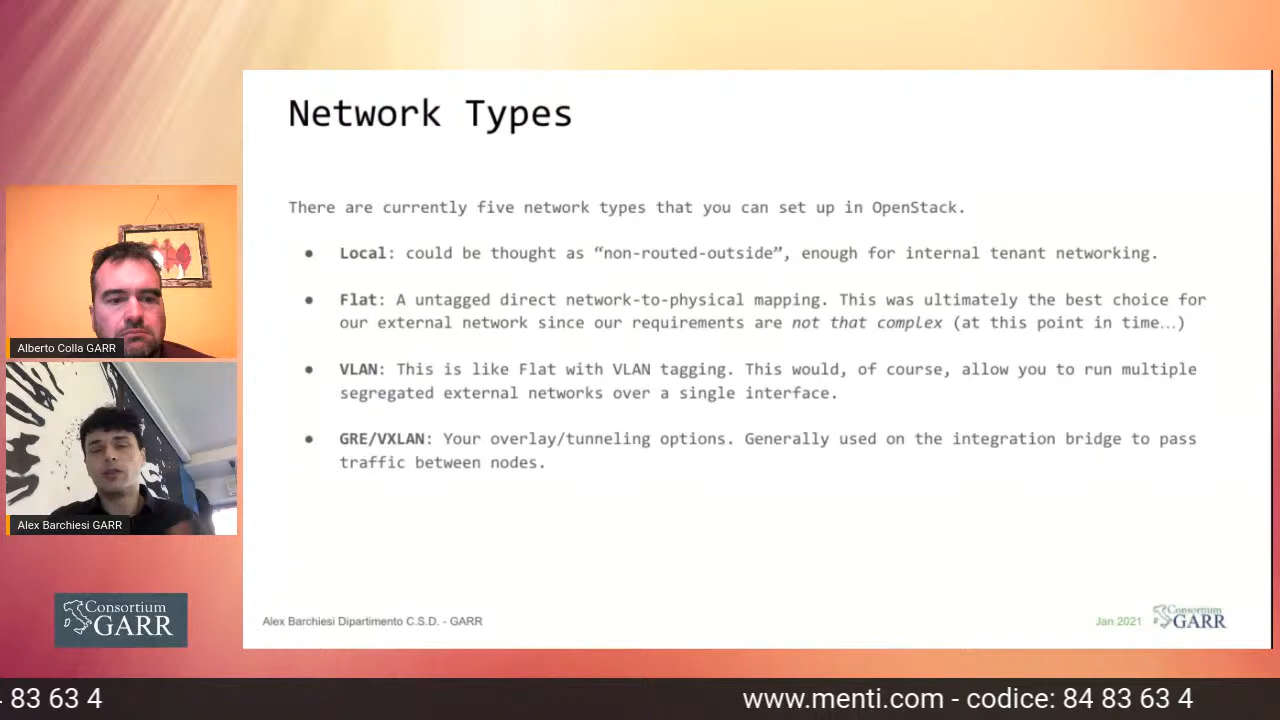 Network Types
There are currently five network types that you can set up in OpenStack.
● Local: could be thought as “non-routed-outside”, enough for internal tenant networking.
● Flat: A untagged direct network-to-physical mapping. This was ultimately the best choice for
our external network since our requirements are not that complex (at this point in time…)
● VLAN: This is like Flat with VLAN tagging. This would, of course, allow you to run multiple
segregated external networks over a single interface.
● GRE/VXLAN: Your overlay/tunneling options. Generally used on the integration bridge to pass
traffic between nodes.
Alex Barchiesi Dipartimento C.S.D. - GARR
Jan 2021
Consortium
GARR
Alberto Colla GARR
Alex Barchiesi GARR
Consortium
GARR
83 63 4
www.menti.com - codice: 84 83 63 4